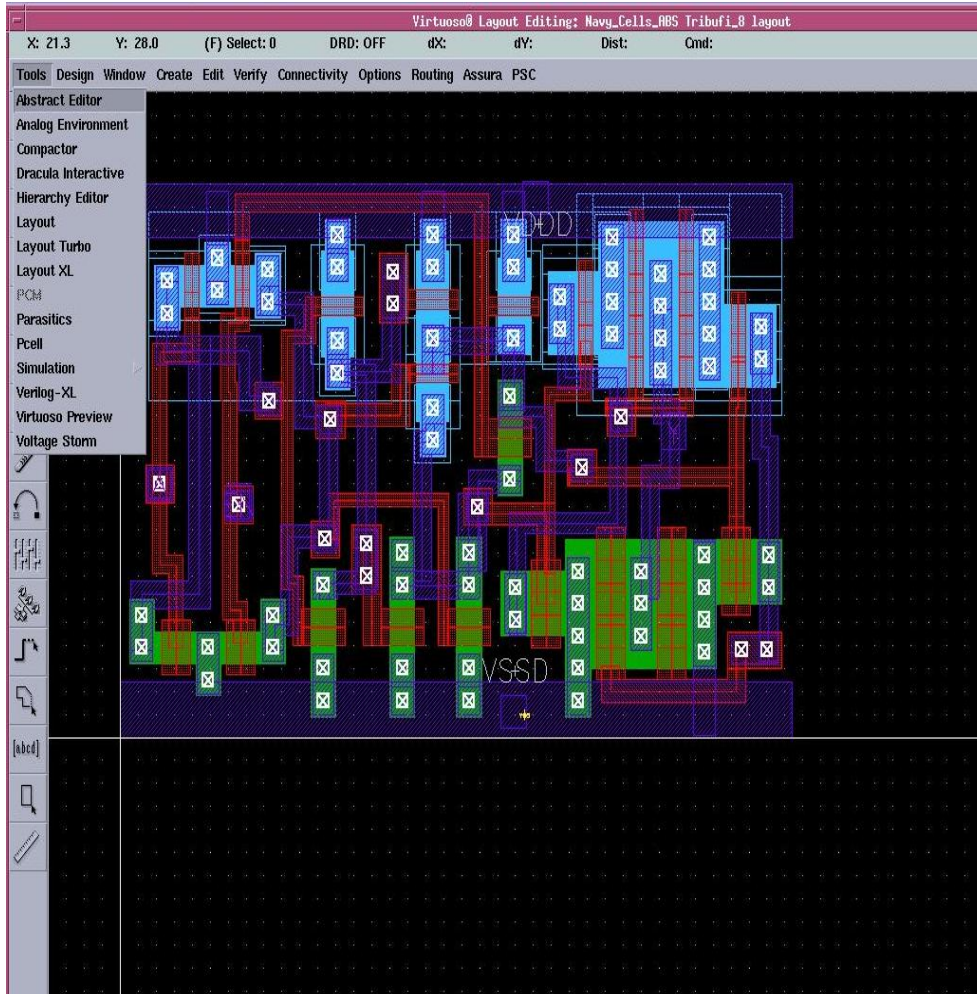 Virtuoso® Layout Editing: Navy_Cells_ABS Tribufi_8 layout
X: 21.3 Y: 28.0 (F) Select: 0 DRD: OFF dX: dY: Dist: Cmd:
Tools Design Window Create Edit Verify Connectivity Options Routing Assura PSC
Abstract Editor
Analog Environment
Compactor
Dracula Interactive
Hierarchy Editor
Layout
Layout Turbo
Layout XL
PCM
Parasitics
Pcell
Simulation
Verilog-XL
Virtuoso Preview
Voltage Storm
VDDD
VSSD
[abcd]